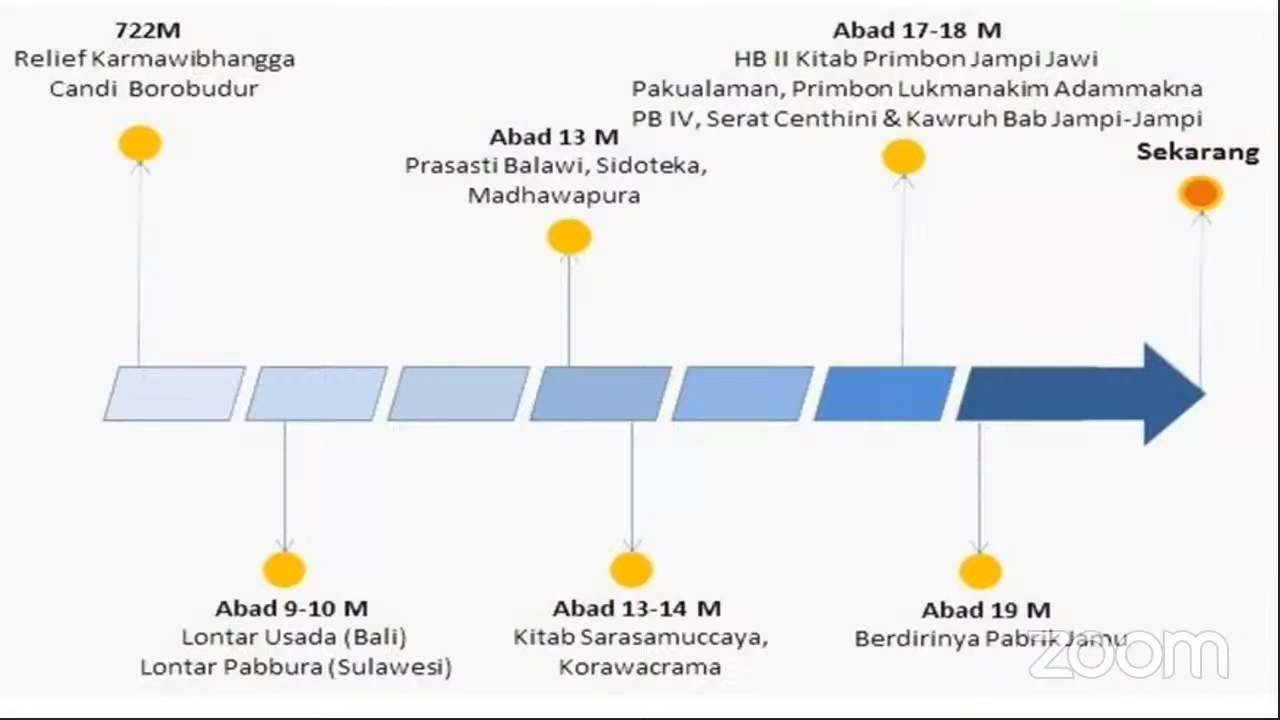 722M
Relief Karmawibhangga
Candi Borobudur
Abad 13 M
Prasasti Balawi, Sidoteka,
Madhawapura
Abad 17-18 M
HB II Kitab Primbon Jampi Jawi
Pakualaman, Primbon Lukmanakim Adammakna
PB IV, Serat Centhini & Kawruh Bab Jampi-Jampi
Sekarang
Abad 9-10 M
Lontar Usada (Bali)
Lontar Pabbura (Sulawesi)
Abad 13-14 M
Kitab Sarasamuccaya,
Korawacrama
Abad 19 M
Berdirinya Pabrik Jamu
zoom